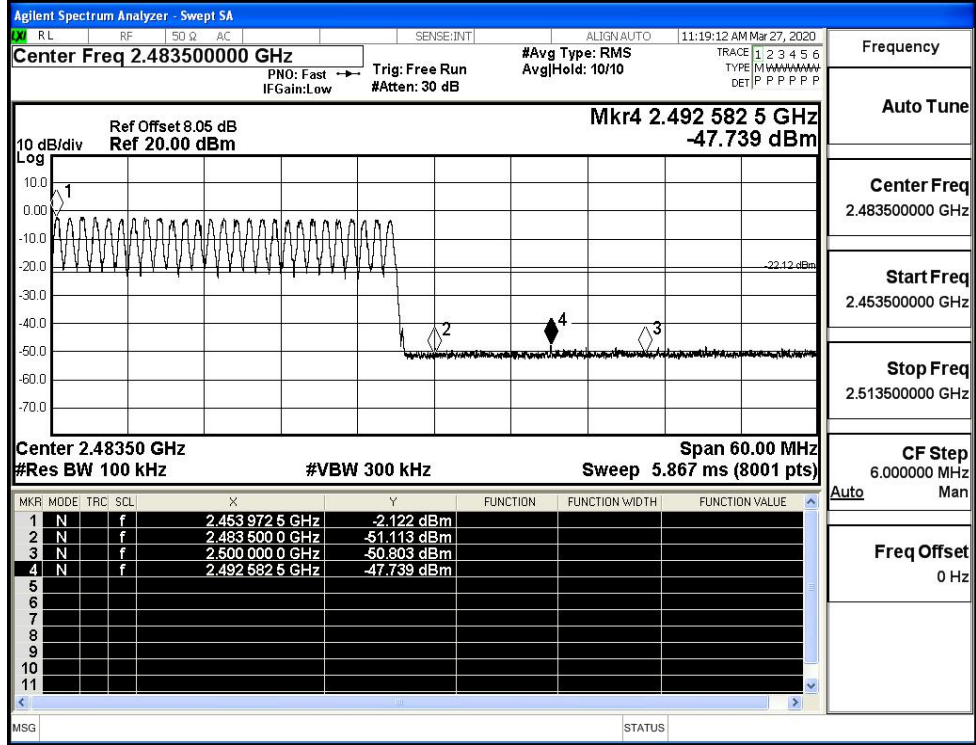 Agilent Spectrum Analyzer - Swept SA
LXI RL RF 50 Ω AC SENSE:INT ALIGN AUTO 11:19:12 AM Mar 27, 2020
Center Freq 2.483500000 GHz
PNO: Fast
IFGain:Low
Trig: Free Run
#Atten: 30 dB
#Avg Type: RMS
Avg|Hold: 10/10
TRACE 1 2 3 4 5 6
TYPE M WWWWW
DET P P P P P P
Mkr4 2.492 582 5 GHz
-47.739 dBm
Ref Offset 8.05 dB
10 dB/div Ref 20.00 dBm
Log
10.0
0.00
-10.0
-20.0
-30.0
-40.0
-50.0
-60.0
-70.0
1
2
4
3
-22.12 dBm
Center 2.48350 GHz Span 60.00 MHz
#Res BW 100 kHz #VBW 300 kHz Sweep 5.867 ms (8001 pts)
MKR MODE TRC SCL X Y FUNCTION FUNCTION WIDTH FUNCTION VALUE
1 N f 2.453 972 5 GHz -2.122 dBm
2 N f 2.483 500 0 GHz -51.113 dBm
3 N f 2.500 000 0 GHz -50.803 dBm
4 N f 2.492 582 5 GHz -47.739 dBm
5
6
7
8
9
10
11
MSG STATUS
Frequency
Auto Tune
Center Freq
2.483500000 GHz
Start Freq
2.453500000 GHz
Stop Freq
2.513500000 GHz
CF Step
6.000000 MHz
Auto Man
Freq Offset
0 Hz